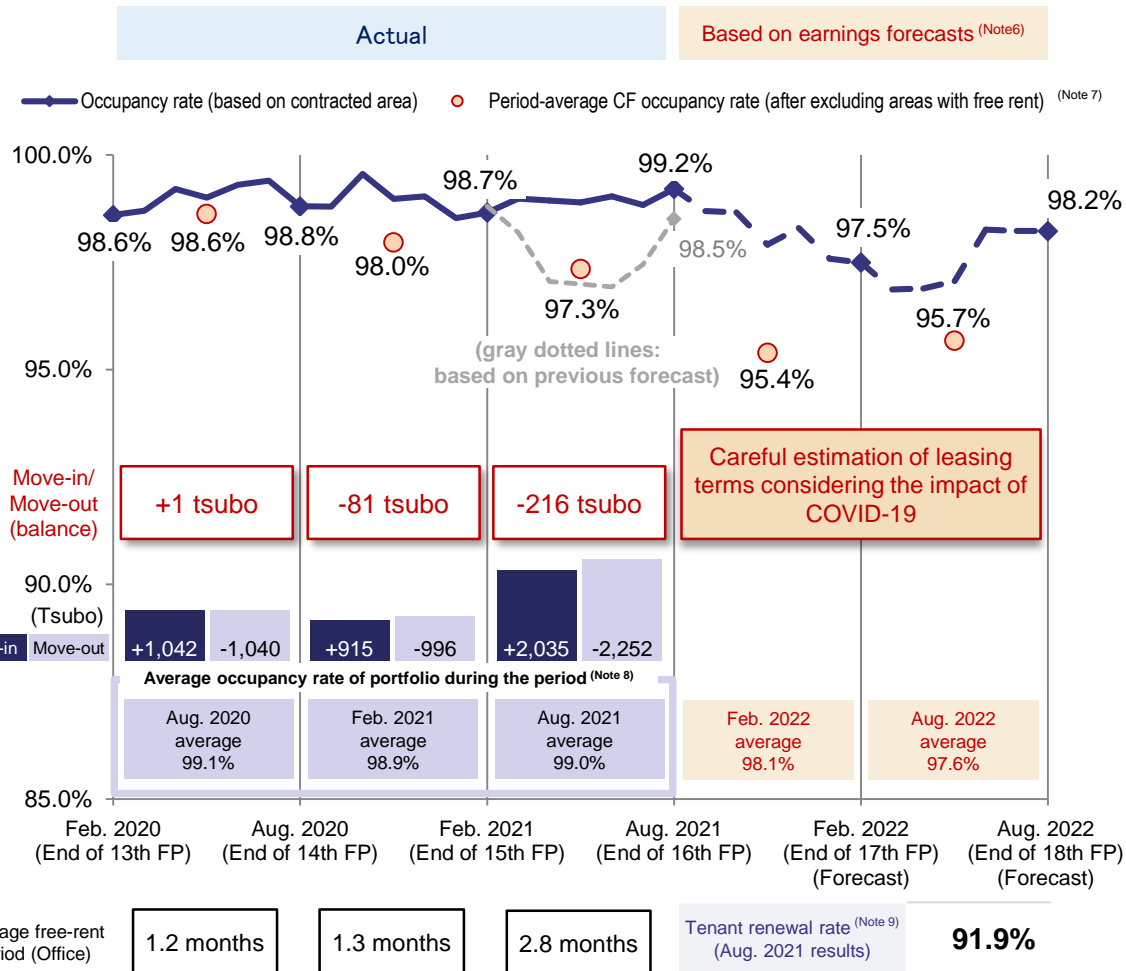 Actual
Based on earnings forecasts (Note6)
Occupancy rate (based on contracted area)
Period-average CF occupancy rate (after excluding areas with free rent) (Note 7)
100.0%
95.0%
90.0%
85.0%
98.6%
98.6%
98.8%
98.0%
98.7%
97.3%
99.2%
98.5%
95.4%
97.5%
95.7%
98.2%
(gray dotted lines:
based on previous forecast)
Move-in/
Move-out
(balance)
+1 tsubo
-81 tsubo
-216 tsubo
Careful estimation of leasing
terms considering the impact of
COVID-19
(Tsubo)
-in
Move-out
+1,042
-1,040
+915
-996
+2,035
-2,252
Average occupancy rate of portfolio during the period (Note 8)
Aug. 2020
average
99.1%
Feb. 2021
average
98.9%
Aug. 2021
average
99.0%
Feb. 2022
average
98.1%
Aug. 2022
average
97.6%
Feb. 2020
(End of 13th FP)
Aug. 2020
(End of 14th FP)
Feb. 2021
(End of 15th FP)
Aug. 2021
(End of 16th FP)
Feb. 2022
(End of 17th FP)
(Forecast)
Aug. 2022
(End of 18th FP)
(Forecast)
age free-rent
riod (Office)
1.2 months
1.3 months
2.8 months
Tenant renewal rate (Note 9)
(Aug. 2021 results)
91.9%